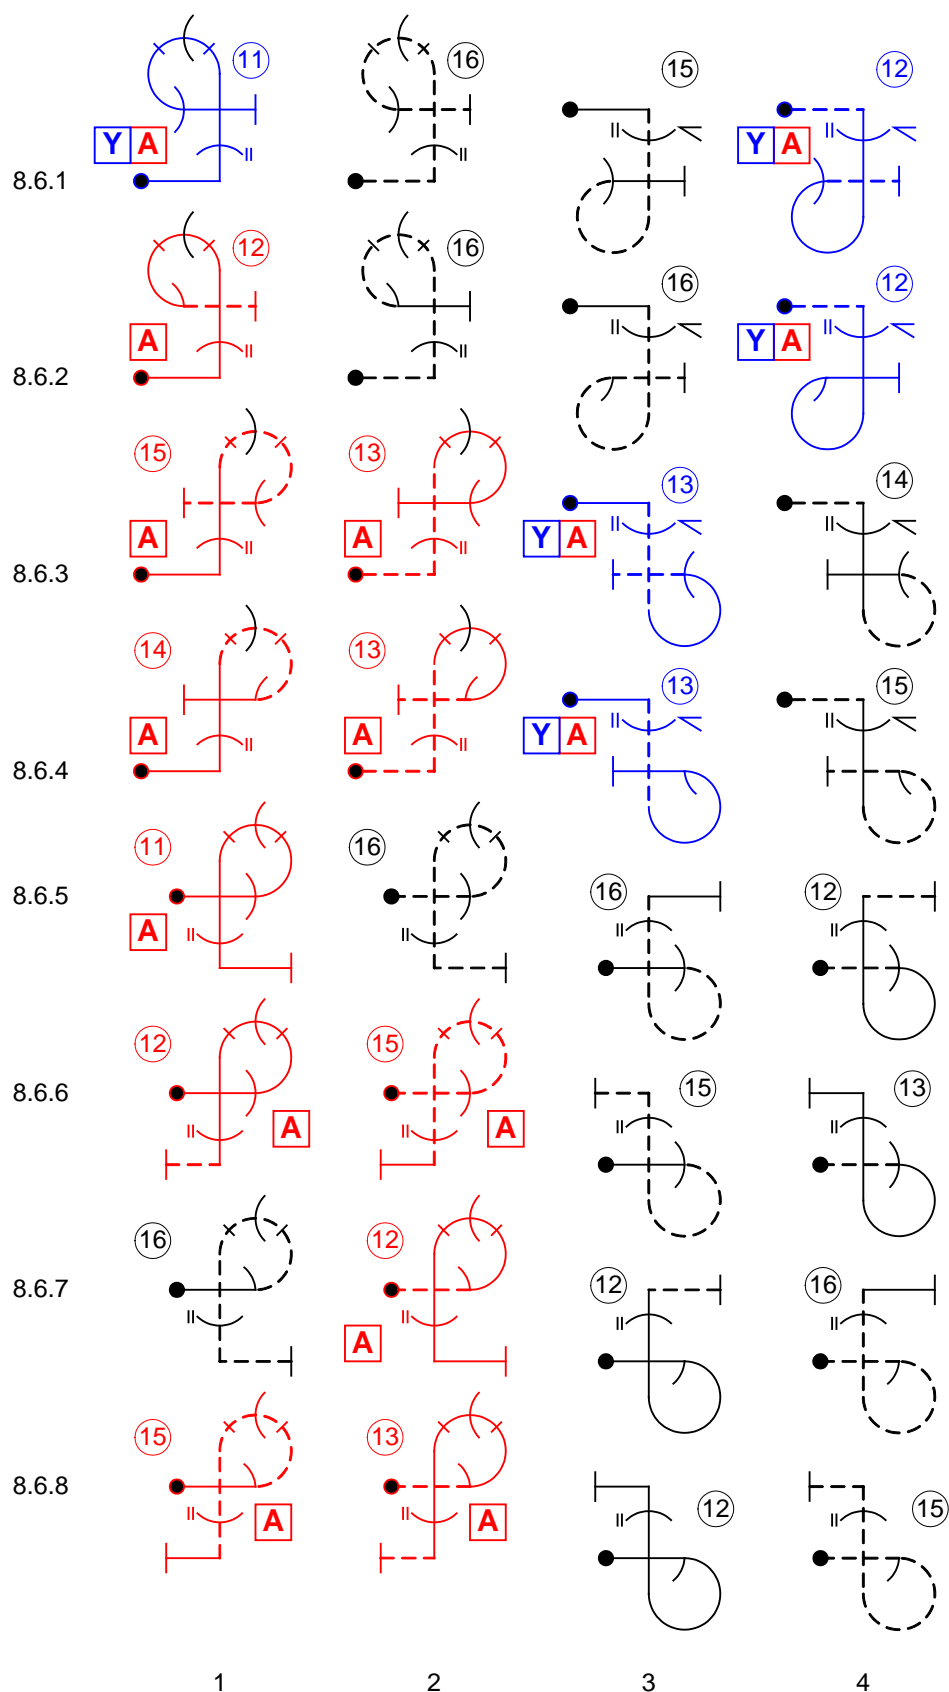 11 16 15 12
Y A Y A
8.6.1
12 16 16 12
A Y A
8.6.2
15 13 13 14
A A Y A
8.6.3
14 13 13 15
A A Y A
8.6.4
11 16 16 12
8.6.5
A
12 15 15 13
8.6.6
A A
16 12 12 16
8.6.7
A
15 13 12 15
8.6.8
A A
1 2 3 4